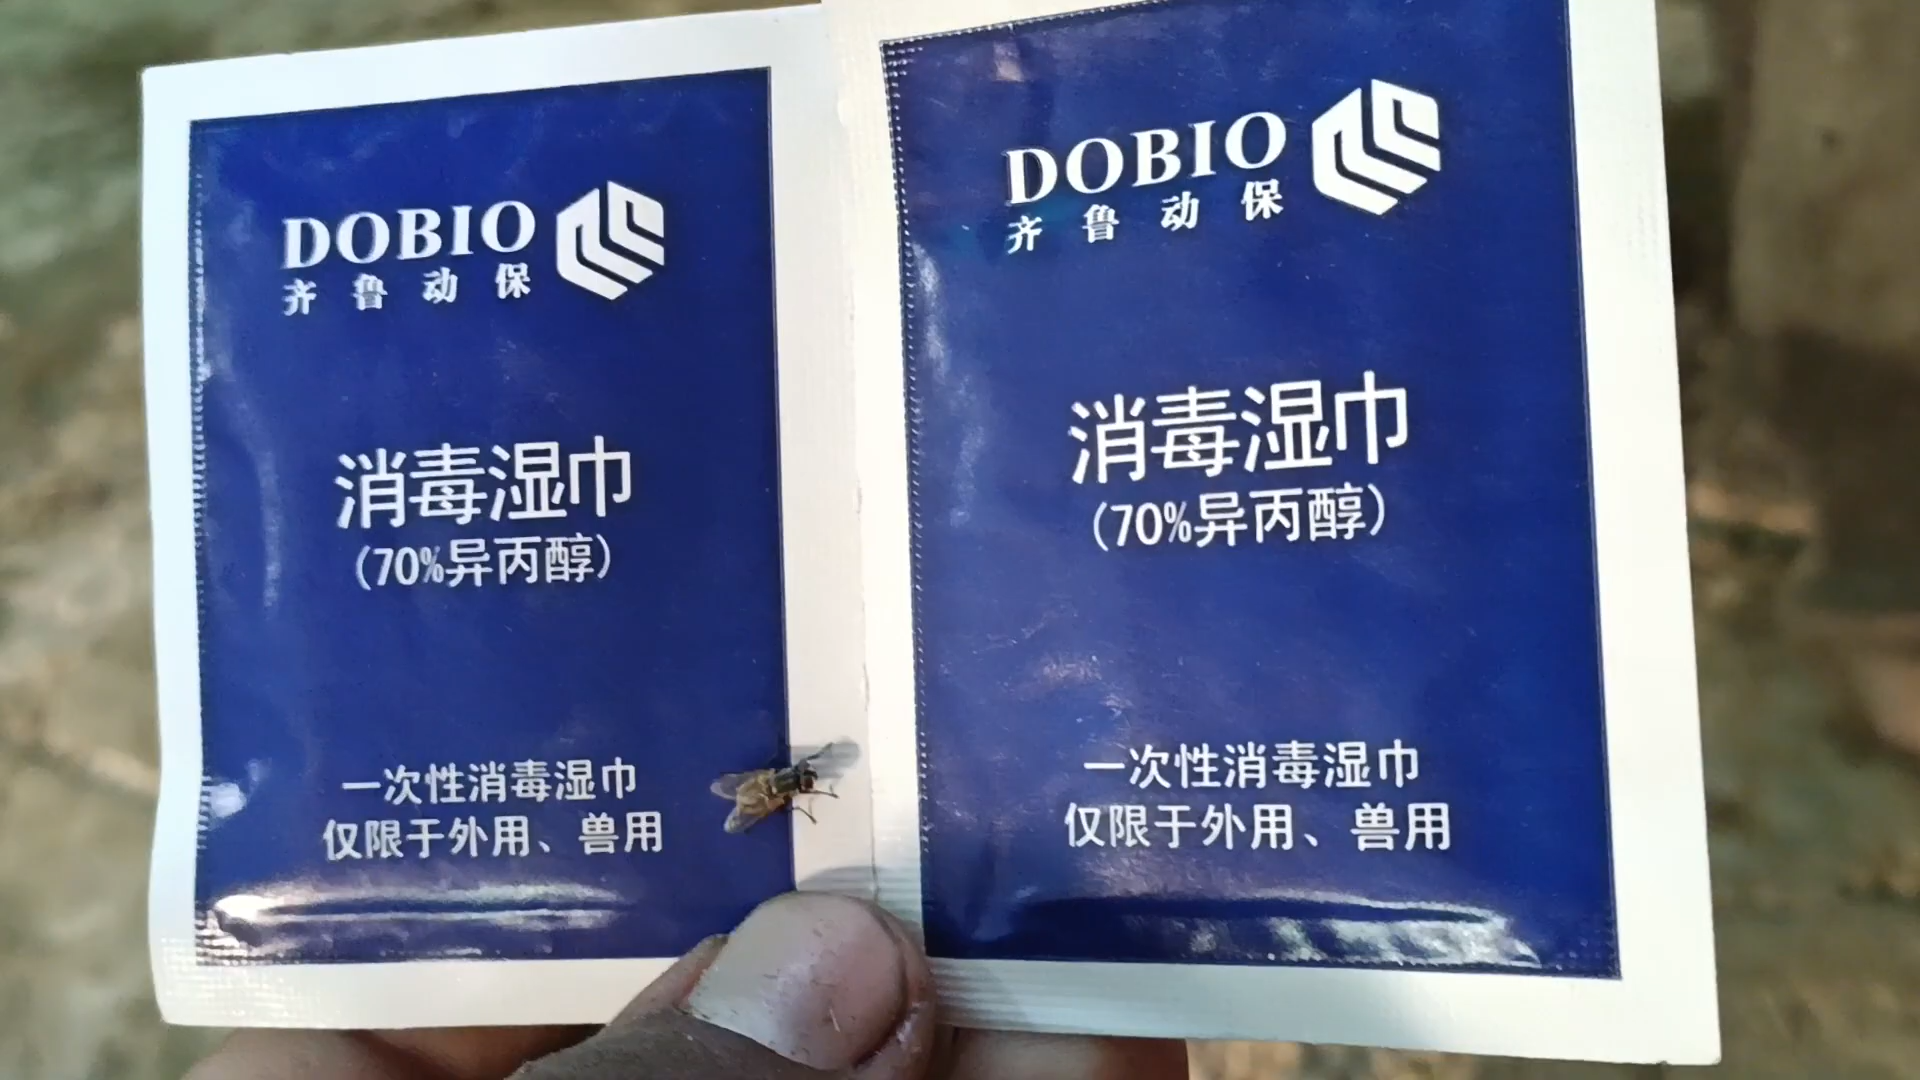 DOBIO
齐鲁动保
消毒湿巾
(70%异丙醇)
一次性消毒湿巾
仅限于外用、兽用
DOBIO
齐鲁动保
消毒湿巾
(70%异丙醇)
一次性消毒湿巾
仅限于外用、兽用